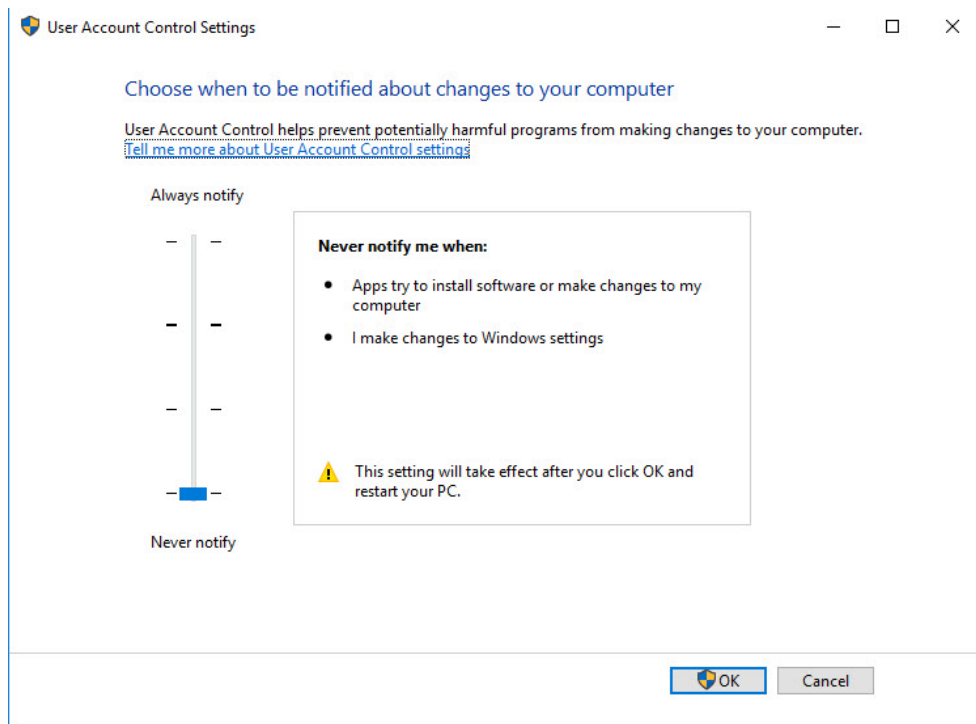 User Account Control Settings
Choose when to be notified about changes to your computer
User Account Control helps prevent potentially harmful programs from making changes to your computer.
Tell me more about User Account Control settings
Always notify
Never notify me when:
Apps try to install software or make changes to my
computer
I make changes to Windows settings
This setting will take effect after you click OK and
restart your PC.
Never notify
OK
Cancel